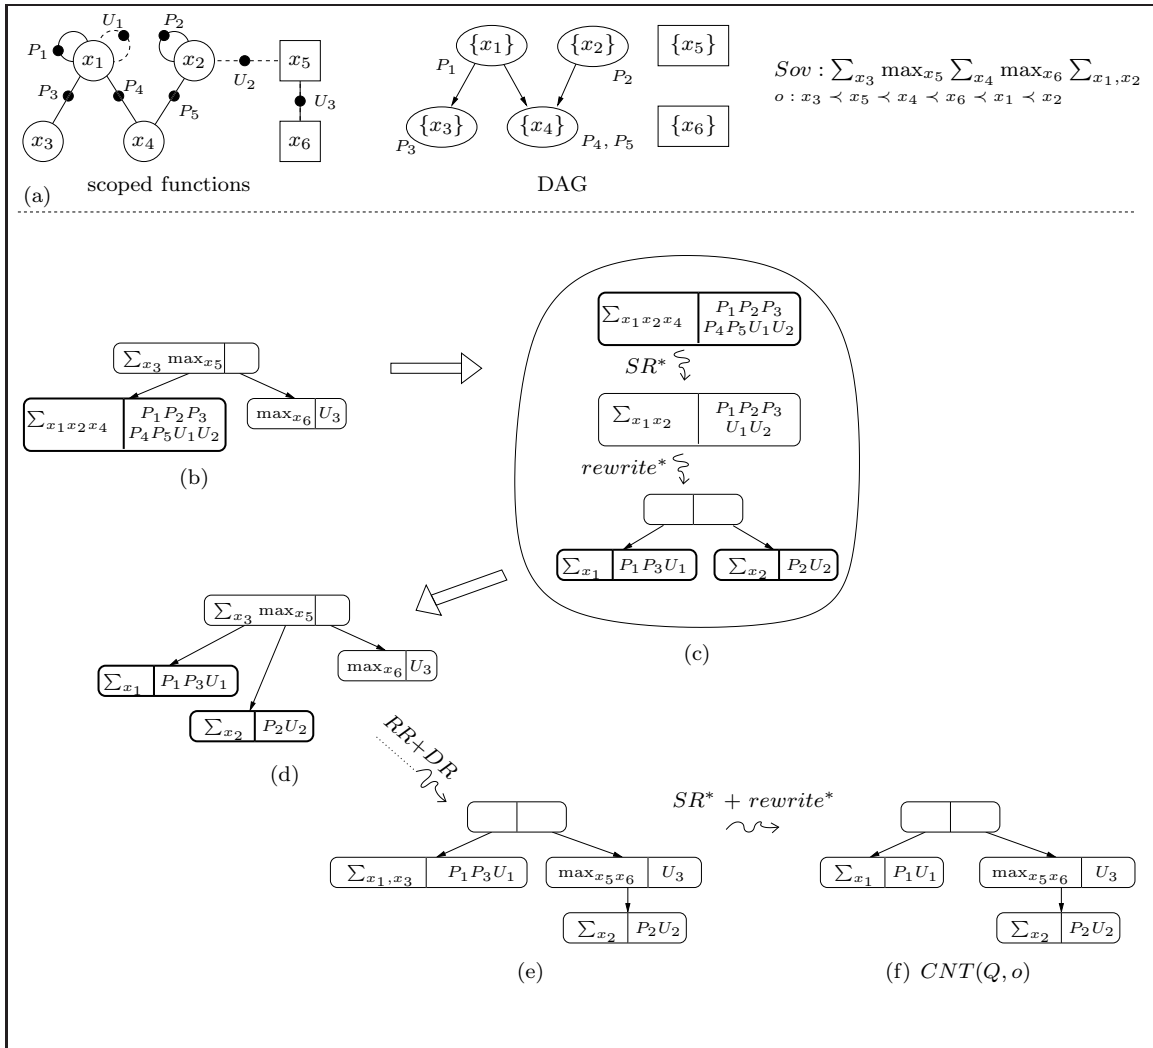 U₁ P₂
P₁ x₁ x₂ x₅
U₂
P₃ P₄ P₅ U₃
x₃ x₄ x₆
scoped functions
{x₁} {x₂} {x₅}
P₁ P₂
{x₃} {x₄} {x₆}
P₃ P₄, P₅
DAG
Sov : ∑ₓ₃ maxₓ₅ ∑ₓ₄ maxₓ₆ ∑ₓ₁,ₓ₂
o : x₃ ≺ x₅ ≺ x₄ ≺ x₆ ≺ x₁ ≺ x₂
(a)
∑ₓ₃ maxₓ₅
∑ₓ₁ₓ₂ₓ₄ P₁P₂P₃
P₄P₅U₁U₂
maxₓ₆ U₃
(b)
∑ₓ₁ₓ₂ₓ₄ P₁P₂P₃
P₄P₅U₁U₂
SR*
∑ₓ₁ₓ₂ P₁P₂P₃
U₁U₂
rewrite*
∑ₓ₁ P₁P₃U₁ ∑ₓ₂ P₂U₂
(c)
∑ₓ₃ maxₓ₅
∑ₓ₁ P₁P₃U₁ maxₓ₆ U₃
∑ₓ₂ P₂U₂
(d)
RR+DR
∑ₓ₁,ₓ₃ P₁P₃U₁ maxₓ₅ₓ₆ U₃
∑ₓ₂ P₂U₂
(e)
SR* + rewrite*
∑ₓ₁ P₁U₁ maxₓ₅ₓ₆ U₃
∑ₓ₂ P₂U₂
(f) CNT(Q, o)